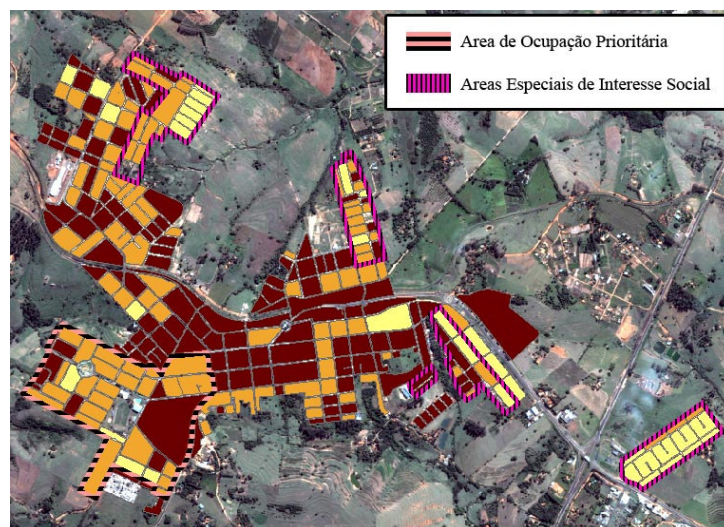 Area de Ocupação Prioritária
Areas Especiais de Interesse Social